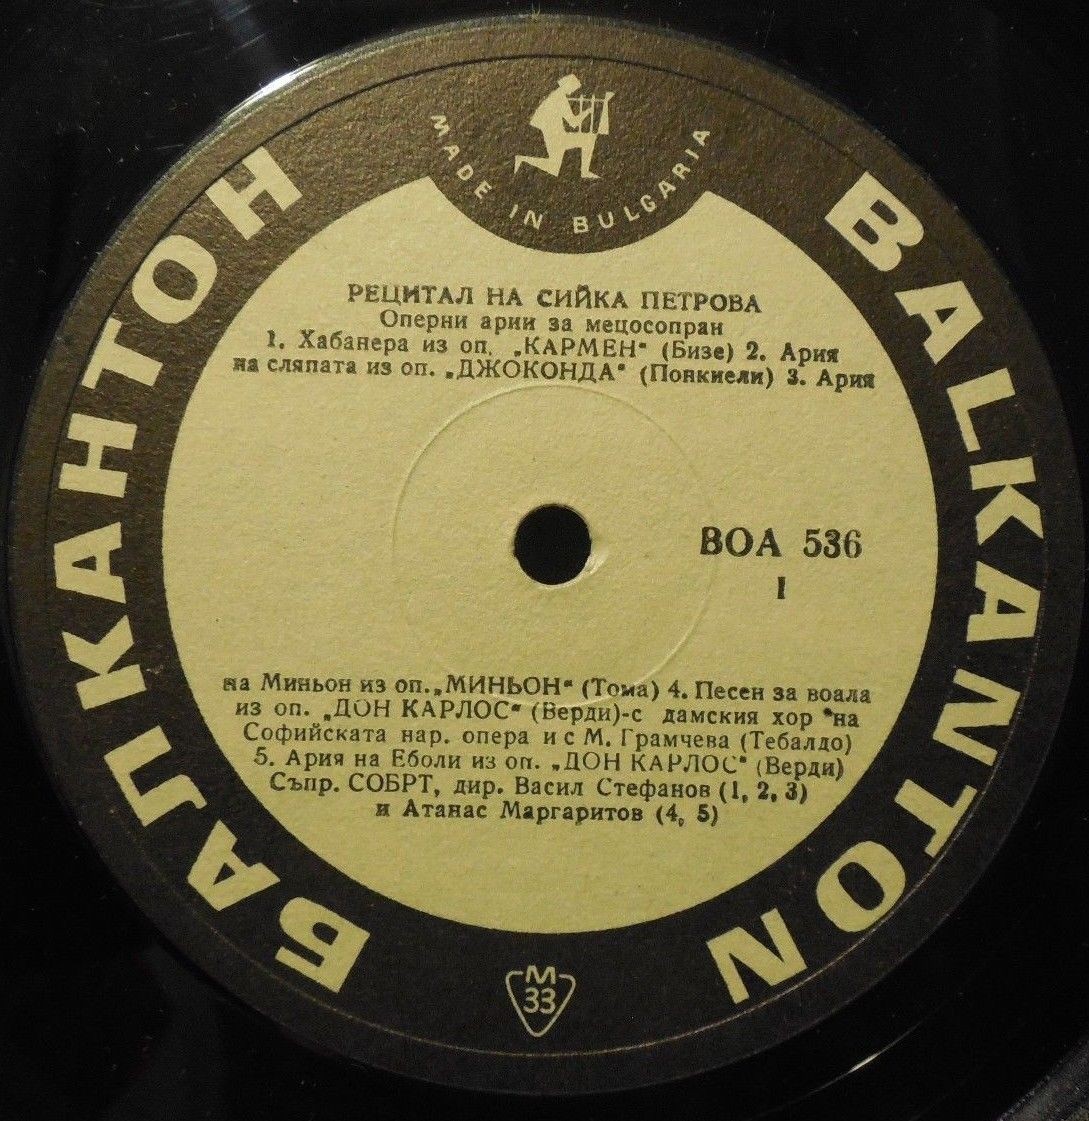 MADE IN BULGARIA
БАЛКАНТОН
BALKANTON
РЕЦИТАЛ НА СИЙКА ПЕТРОВА
Оперни арии за мецосопран
1. Хабанера из оп. „КАРМЕН" (Бизе) 2. Ария
на сляпата из оп. „ДЖОКОНДА" (Понкиели) 3. Ария
ВОА 536
I
на Миньон из оп. „МИНЬОН" (Тома) 4. Песен за воала
из оп. „ДОН КАРЛОС" (Верди)-с дамския хор на
Софийската нар. опера и с М. Грамчева (Тебалдо)
5. Ария на Еболи из оп. „ДОН КАРЛОС" (Верди)
Съпр. СОБРТ, дир. Васил Стефанов (1, 2, 3)
и Атанас Маргаритов (4, 5)
М
33